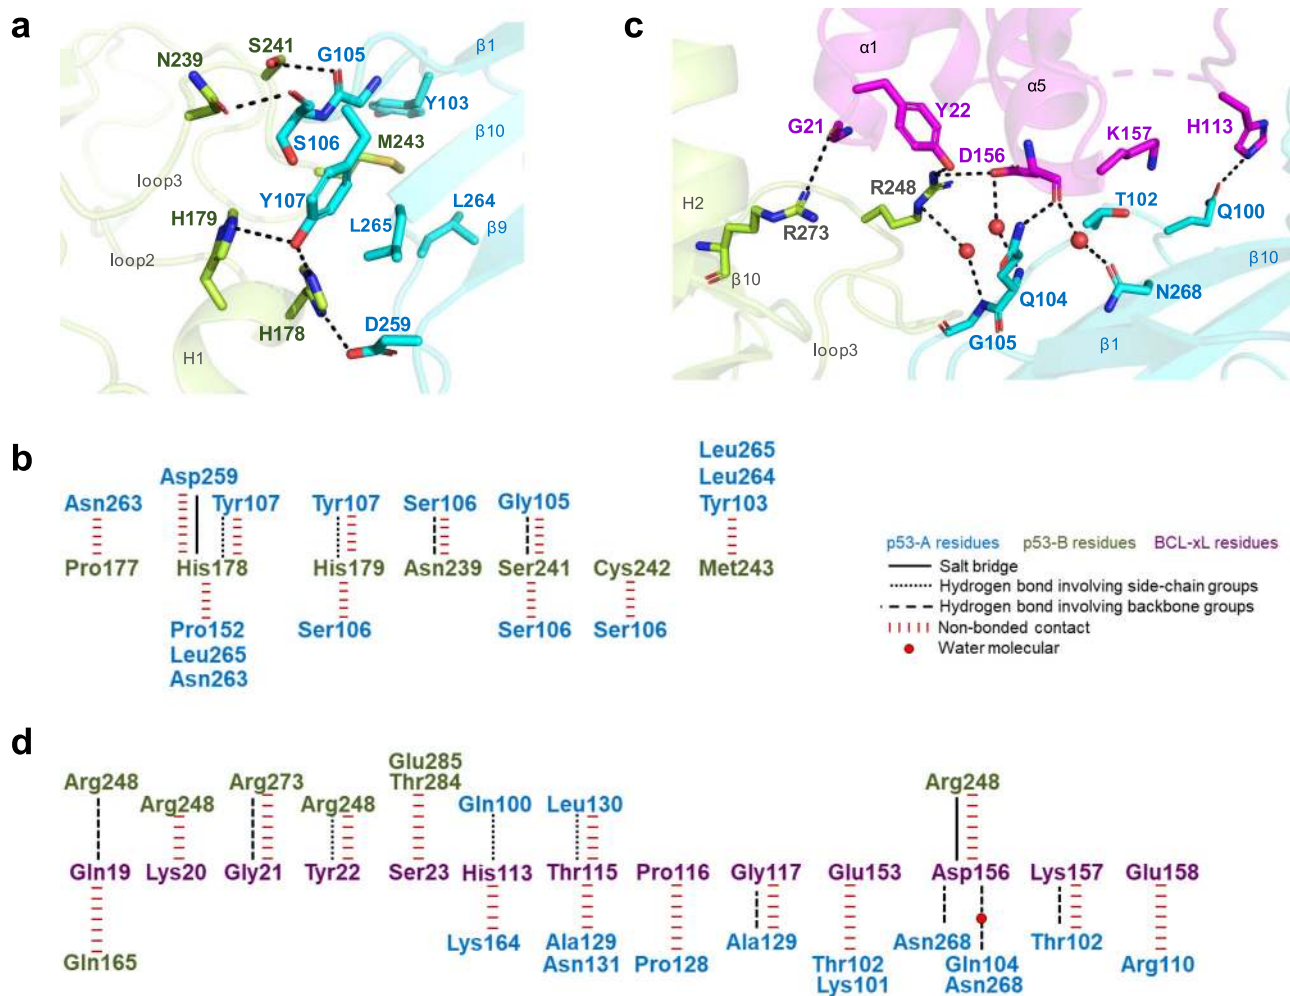 a
S241
G105
β1
N239
Y103
β10
S106
M243
loop3
Y107
L264
H179
L265
β9
loop2
H178
D259
H1
c
α1
α5
Y22
G21
K157
H113
D156
R248
H2
T102
Q100
R273
β10
β10
Q104
N268
loop3
G105
β1
b
Leu265
Asp259
Leu264
Asn263
Tyr107
Tyr107
Ser106
Gly105
Tyr103
Pro177
His178
His179
Asn239
Ser241
Cys242
Met243
Pro152
Ser106
Ser106
Ser106
Leu265
Asn263
p53-A residues p53-B residues BCL-xL residues
Salt bridge
Hydrogen bond involving side-chain groups
Hydrogen bond involving backbone groups
Non-bonded contact
Water molecular
d
Glu285
Arg248
Arg273
Thr284
Arg248
Arg248
Arg248
Gln100
Leu130
Gln19
Lys20
Gly21
Tyr22
Ser23
His113
Thr115
Pro116
Gly117
Glu153
Asp156
Lys157
Glu158
Lys164
Ala129
Ala129
Asn268
Thr102
Gln165
Asn131
Pro128
Thr102
Gln104
Arg110
Lys101
Asn268